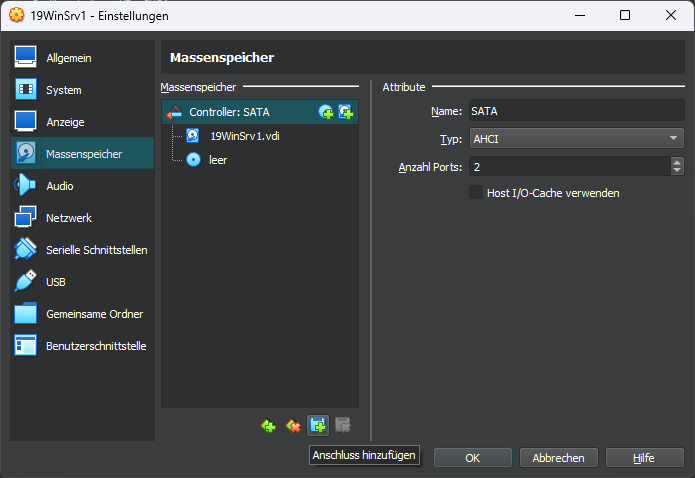 19WinSrv1 - Einstellungen
Allgemein
System
Anzeige
Massenspeicher
Audio
Netzwerk
Serielle Schnittstellen
USB
Gemeinsame Ordner
Benutzerschnittstelle
Massenspeicher
Massenspeicher
Controller: SATA
19WinSrv1.vdi
leer
Attribute
Name: SATA
Typ: AHCI
Anzahl Ports: 2
Host I/O-Cache verwenden
Anschluss hinzufügen
OK
Abbrechen
Hilfe